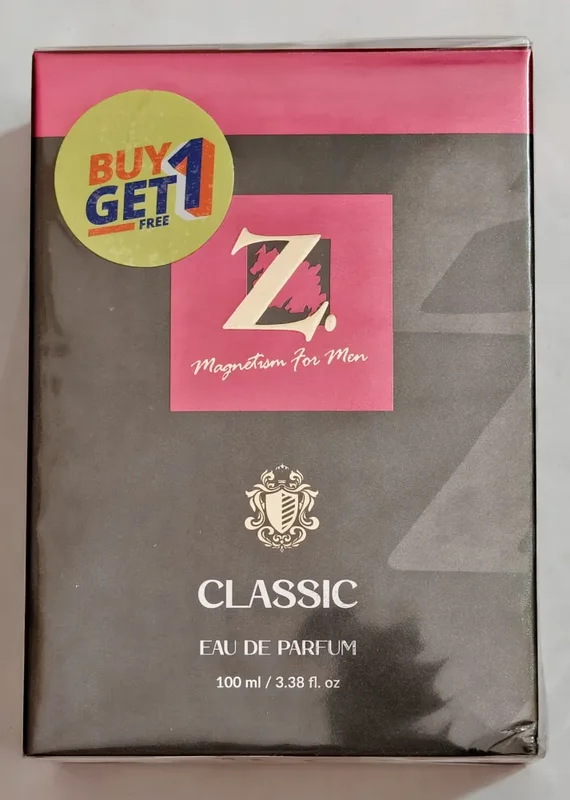 BUY 1
GET
FREE
Z.
Magnetism For Men
CLASSIC
EAU DE PARFUM
100 ml / 3.38 fl. oz